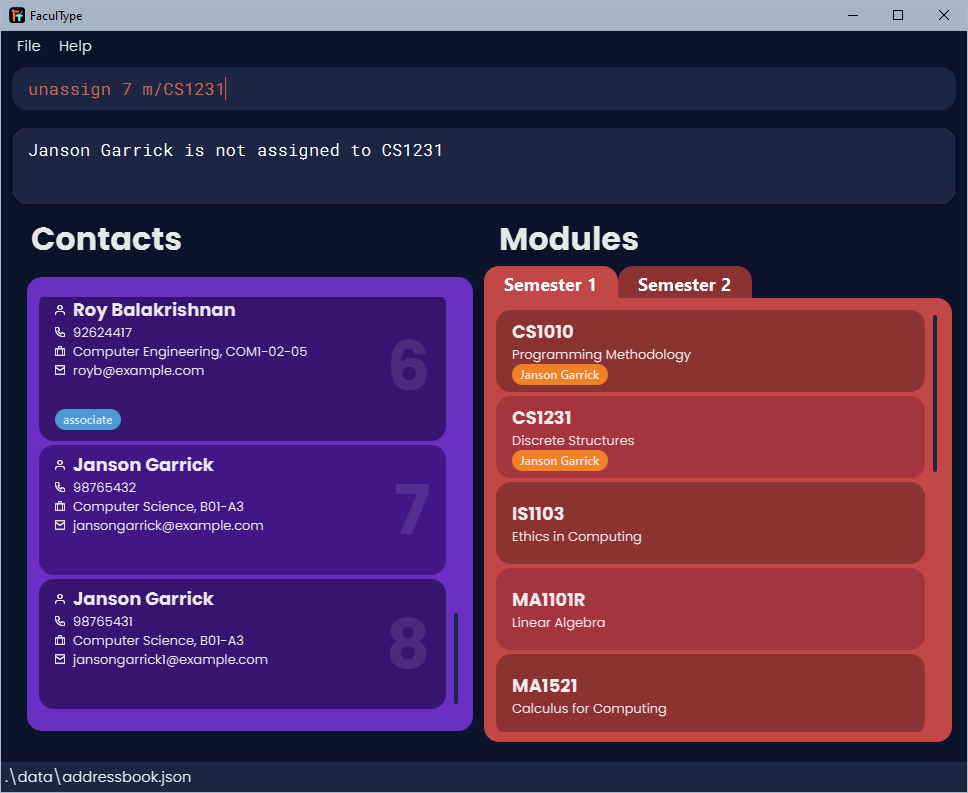 FaculType
File Help
unassign 7 m/CS1231
Janson Garrick is not assigned to CS1231
Contacts
Roy Balakrishnan
92624417
Computer Engineering, COM1-02-05
royb@example.com
6
associate
Janson Garrick
98765432
Computer Science, B01-A3
jansongarrick@example.com
7
Janson Garrick
98765431
Computer Science, B01-A3
jansongarrick1@example.com
8
Modules
Semester 1 Semester 2
CS1010
Programming Methodology
Janson Garrick
CS1231
Discrete Structures
Janson Garrick
IS1103
Ethics in Computing
MA1101R
Linear Algebra
MA1521
Calculus for Computing
.\data\addressbook.json